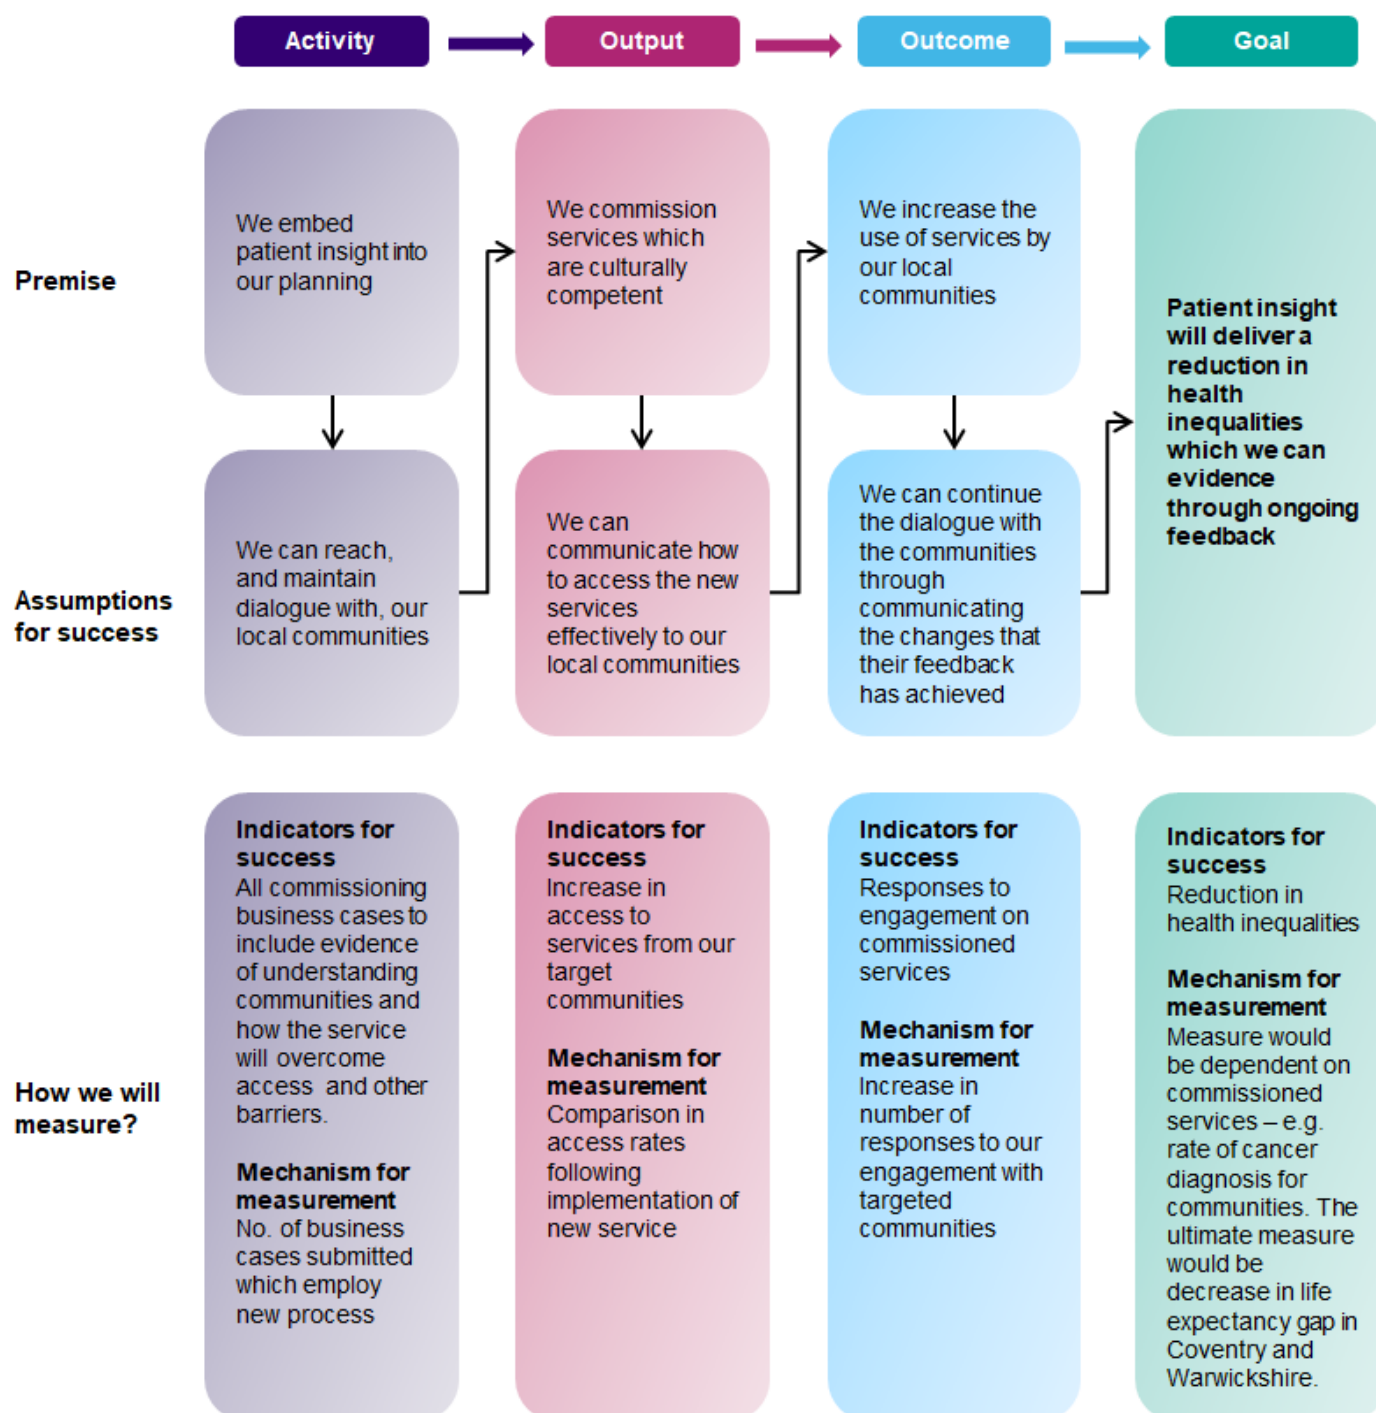 Activity
Output
Outcome
Goal
Premise
We embed
patient insight into
our planning
We commission
services which
are culturally
competent
We increase the
use of services by
our local
communities
Patient insight
will deliver a
reduction in
health
inequalities
which we can
evidence
through ongoing
feedback
Assumptions
for success
We can reach,
and maintain
dialogue with, our
local communities
We can
communicate how
to access the new
services
effectively to our
local communities
We can continue
the dialogue with
the communities
through
communicating
the changes that
their feedback
has achieved
How we will
measure?
Indicators for
success
All commissioning
business cases to
include evidence
of understanding
communities and
how the service
will overcome
access and other
barriers.
Mechanism for
measurement
No. of business
cases submitted
which employ
new process
Indicators for
success
Increase in
access to
services from our
target
communities
Mechanism for
measurement
Comparison in
access rates
following
implementation of
new service
Indicators for
success
Responses to
engagement on
commissioned
services
Mechanism for
measurement
Increase in
number of
responses to our
engagement with
targeted
communities
Indicators for
success
Reduction in
health inequalities
Mechanism for
measurement
Measure would
be dependent on
commissioned
services – e.g.
rate of cancer
diagnosis for
communities. The
ultimate measure
would be
decrease in life
expectancy gap in
Coventry and
Warwickshire.